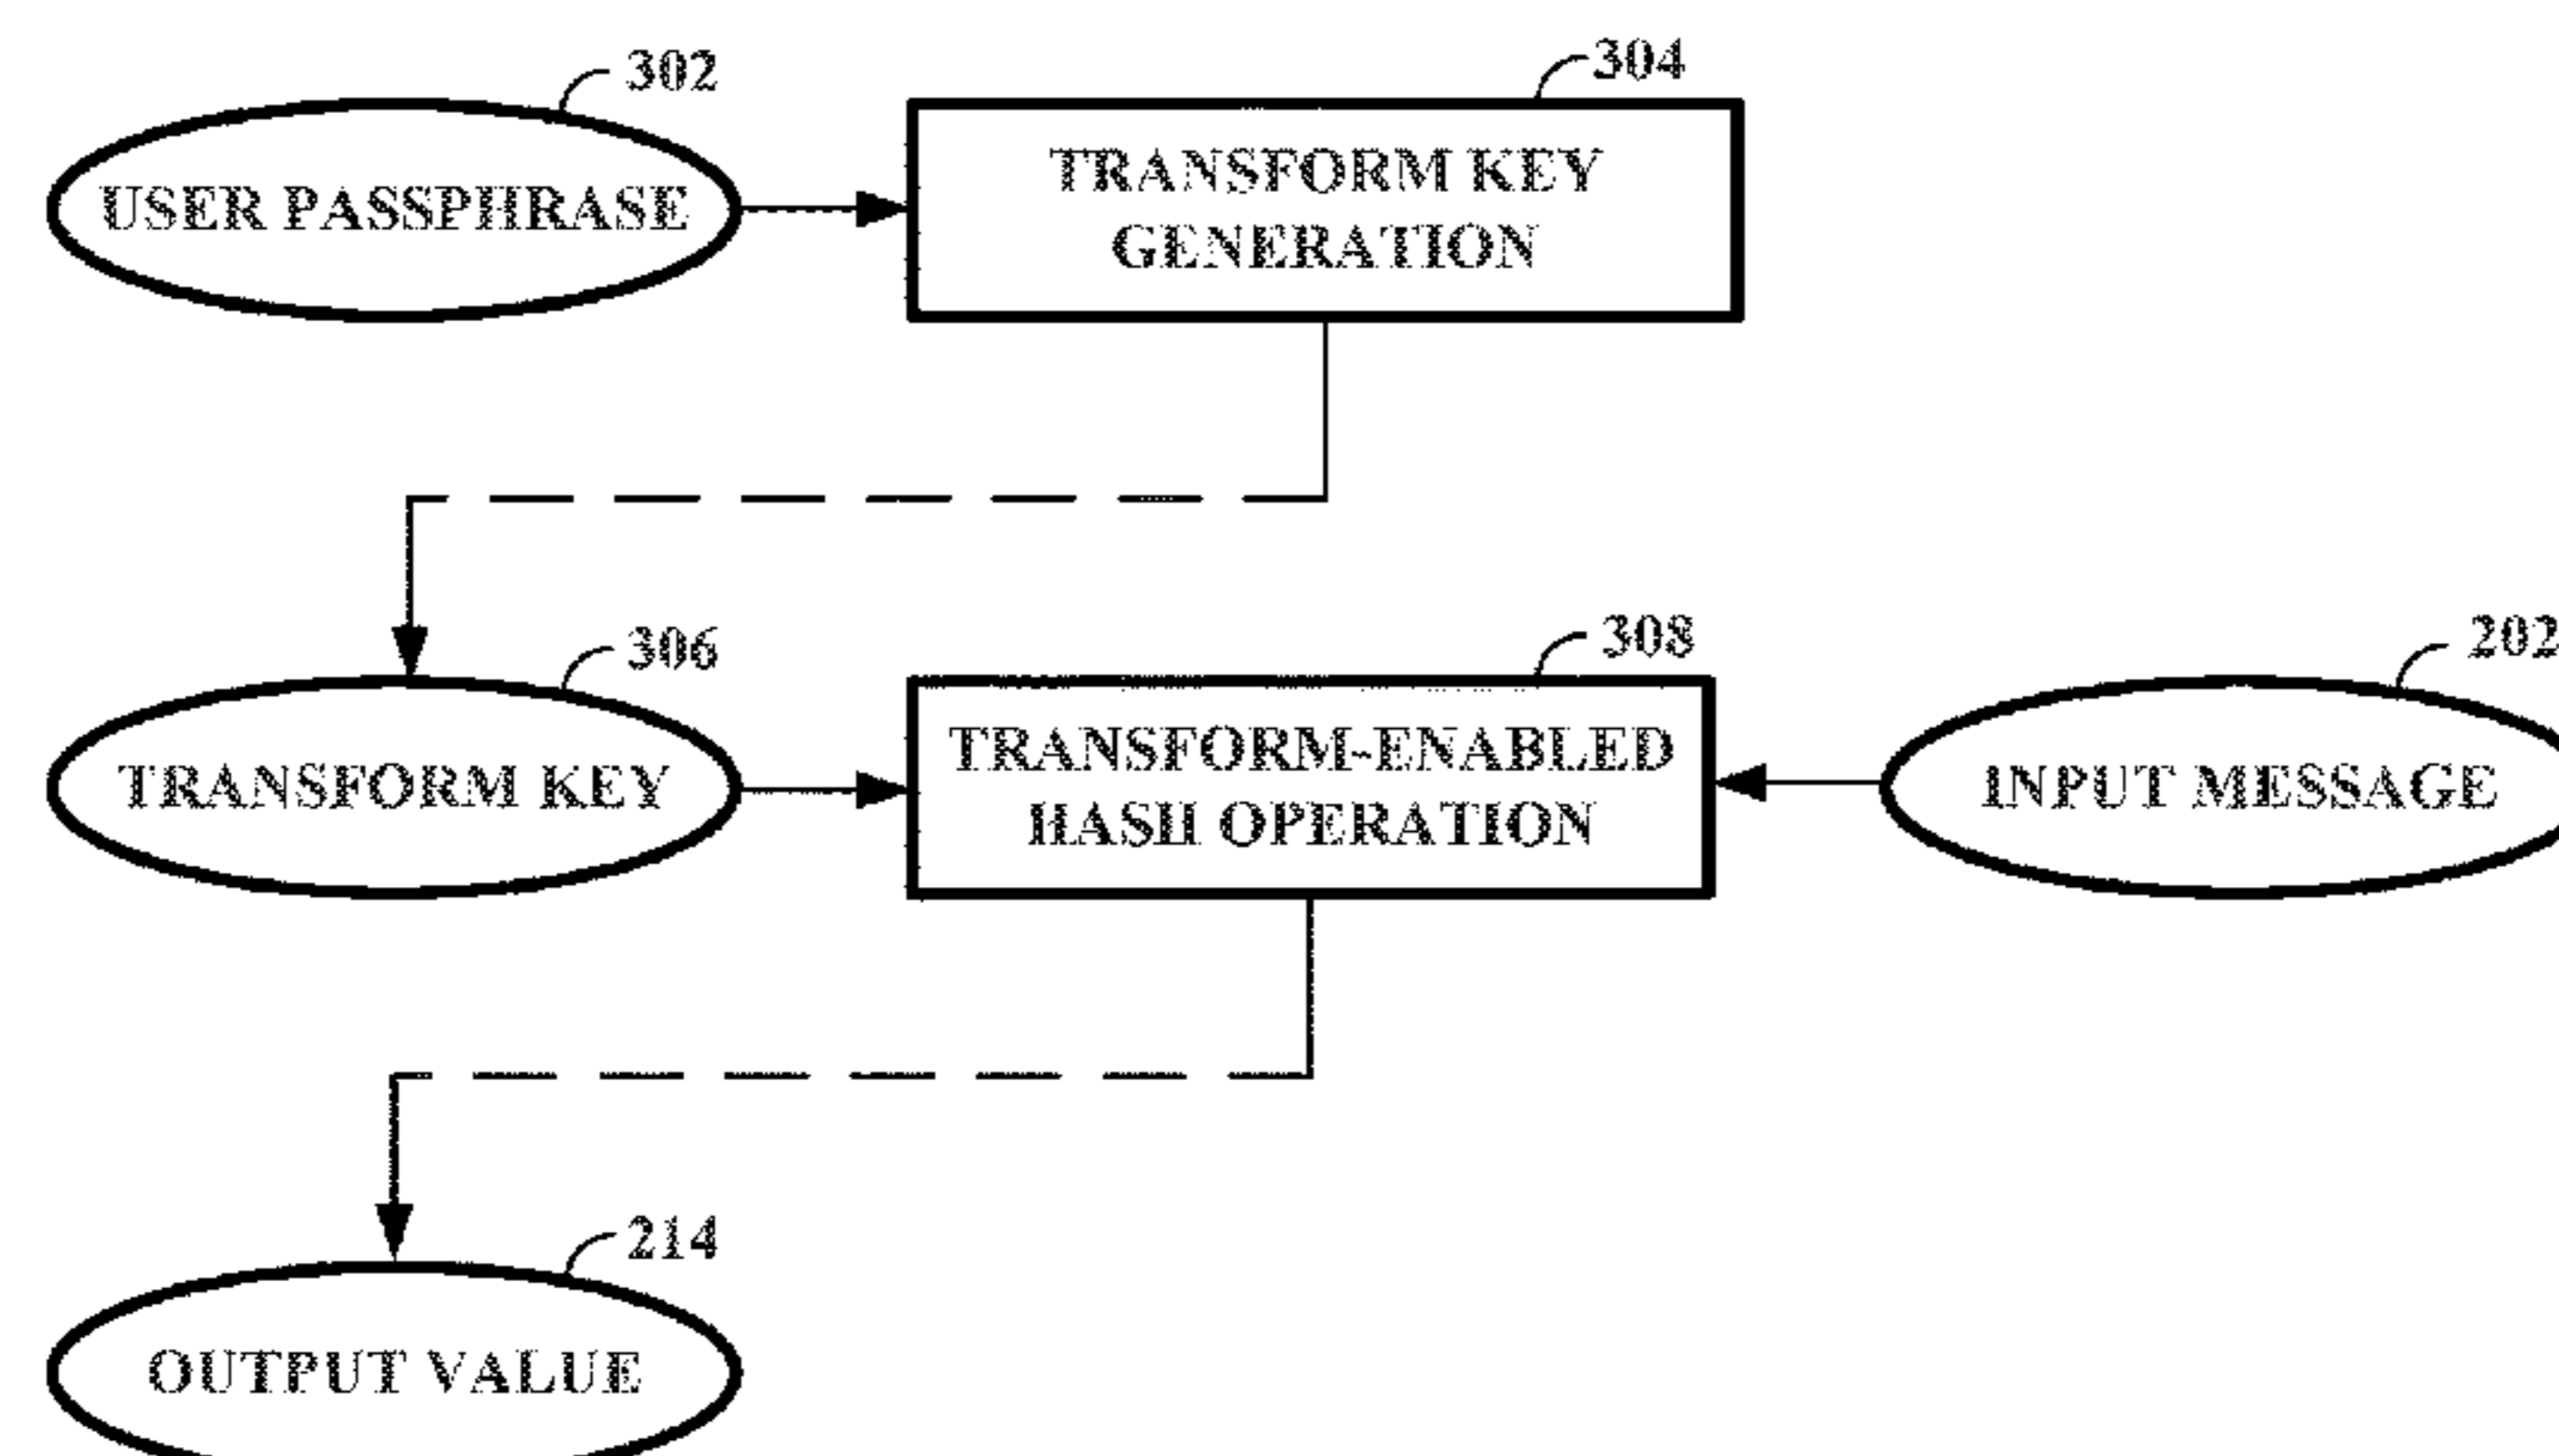 302
304
USER PASSPHRASE
TRANSFORM KEY
GENERATION
306
308
202
TRANSFORM KEY
TRANSFORM-ENABLED
HASH OPERATION
INPUT MESSAGE
214
OUTPUT VALUE